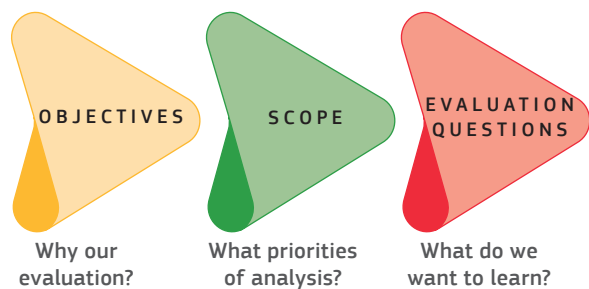 OBJECTIVES
SCOPE
EVALUATION
QUESTIONS
Why our
evaluation?
What priorities
of analysis?
What do we
want to learn?